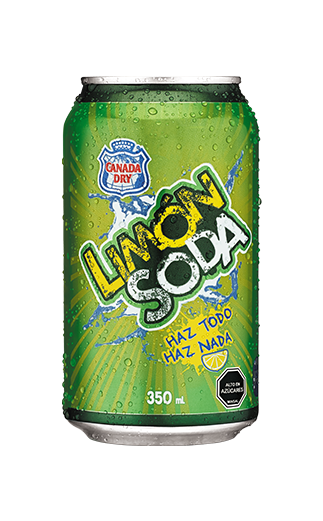 CANADA
DRY
LIMÓN
SODA
HAZ TODO
HAZ NADA
ALTO EN
AZÚCARES
350 ml.